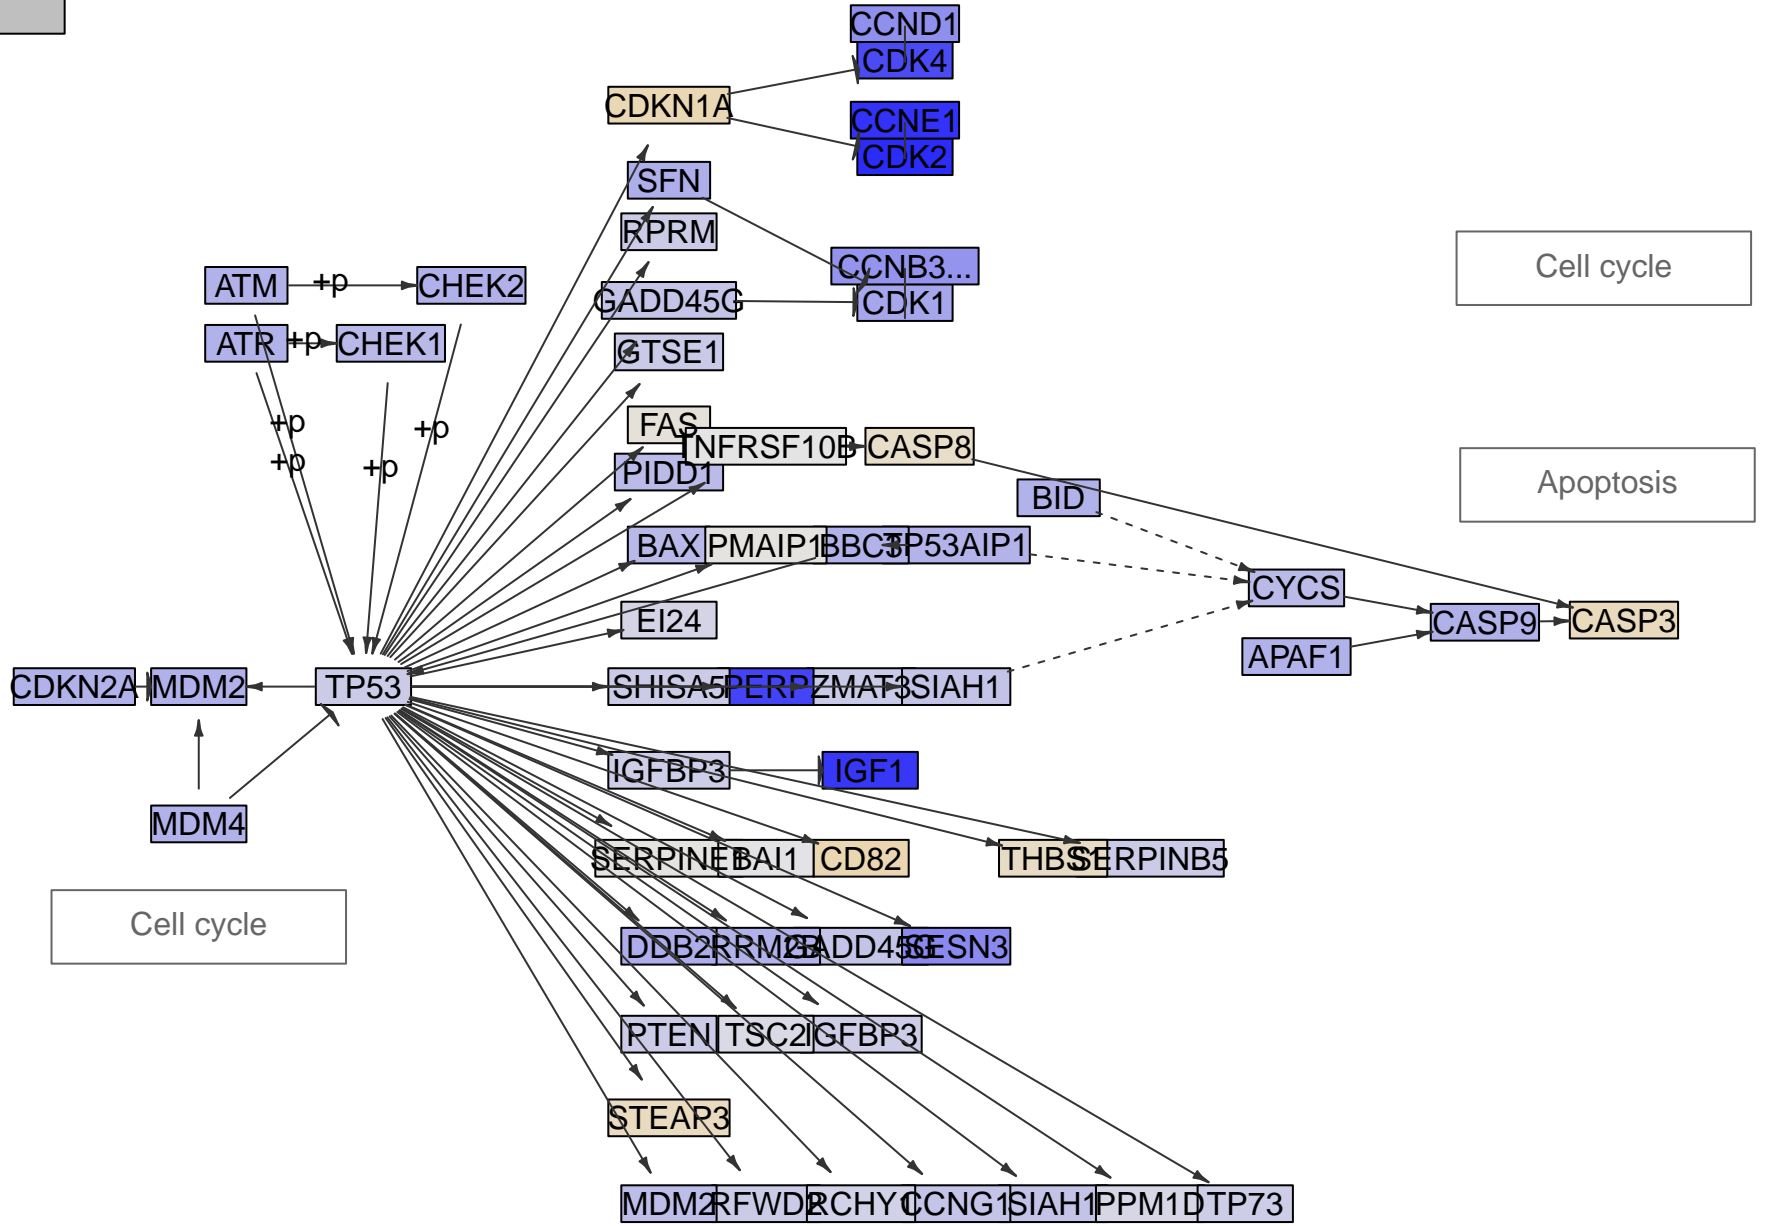 CCND1
CDK4
CDKN1A
CCNE1
CDK2
SFN
RPRM
CCNB3...
Cell cycle
ATM
+p
CHEK2
GADD45G
CDK1
ATR
+p
CHEK1
GTSE1
FAS
TNFRSF10B
CASP8
+p
+p
+p
+p
PIDD1
BID
Apoptosis
BAX
PMAIP1
BBC3
TP53AIP1
CYCS
EI24
CASP9
CASP3
APAF1
CDKN2A
MDM2
TP53
SHISA5
PERP
ZMAT3
SIAH1
IGFBP3
IGF1
MDM4
SERPINE1
BAI1
CD82
THBS1
SERPINB5
Cell cycle
DDB2
RRM2B
GADD45G
SESN3
PTEN
TSC2
IGFBP3
STEAP3
MDM2
RFWD2
RCHY1
CCNG1
SIAH1
PPM1D
TP73